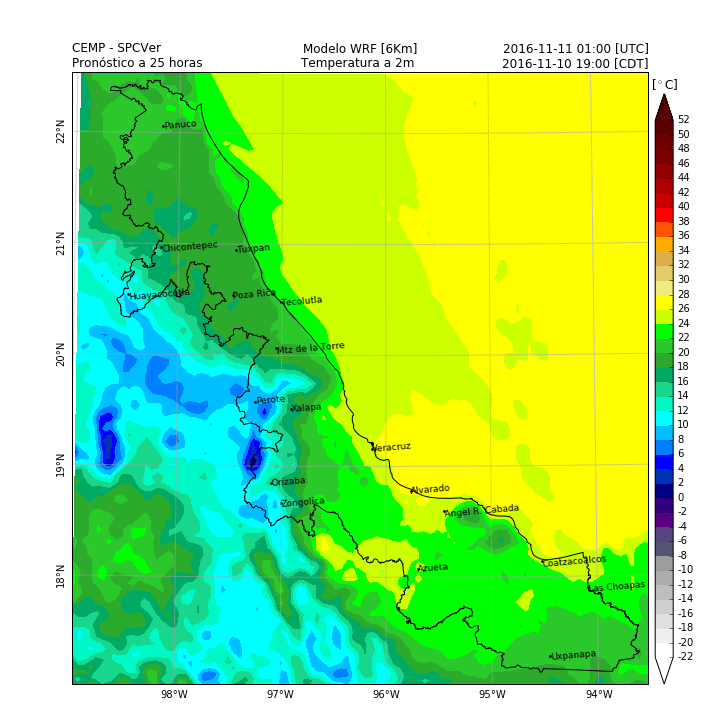 CEMP - SPCVer Modelo WRF [6Km] 2016-11-11 01:00 [UTC]
Pronóstico a 25 horas Temperatura a 2m 2016-11-10 19:00 [CDT]
[°C]
52
50
48
46
44
42
40
38
36
34
32
30
28
26
24
22
20
18
16
14
12
10
8
6
4
2
0
-2
-4
-6
-8
-10
-12
-14
-16
-18
-20
-22
22°N
21°N
20°N
19°N
18°N
Panuco
Chicontepec
Tuxpan
Huayacocotla
Poza Rica
Tecolutla
Mtz de la Torre
Perote
Xalapa
Veracruz
Orizaba
Zongolica
Alvarado
Angel R. Cabada
Azueta
Coatzacoalcos
Las Choapas
Uxpanapa
98°W 97°W 96°W 95°W 94°W